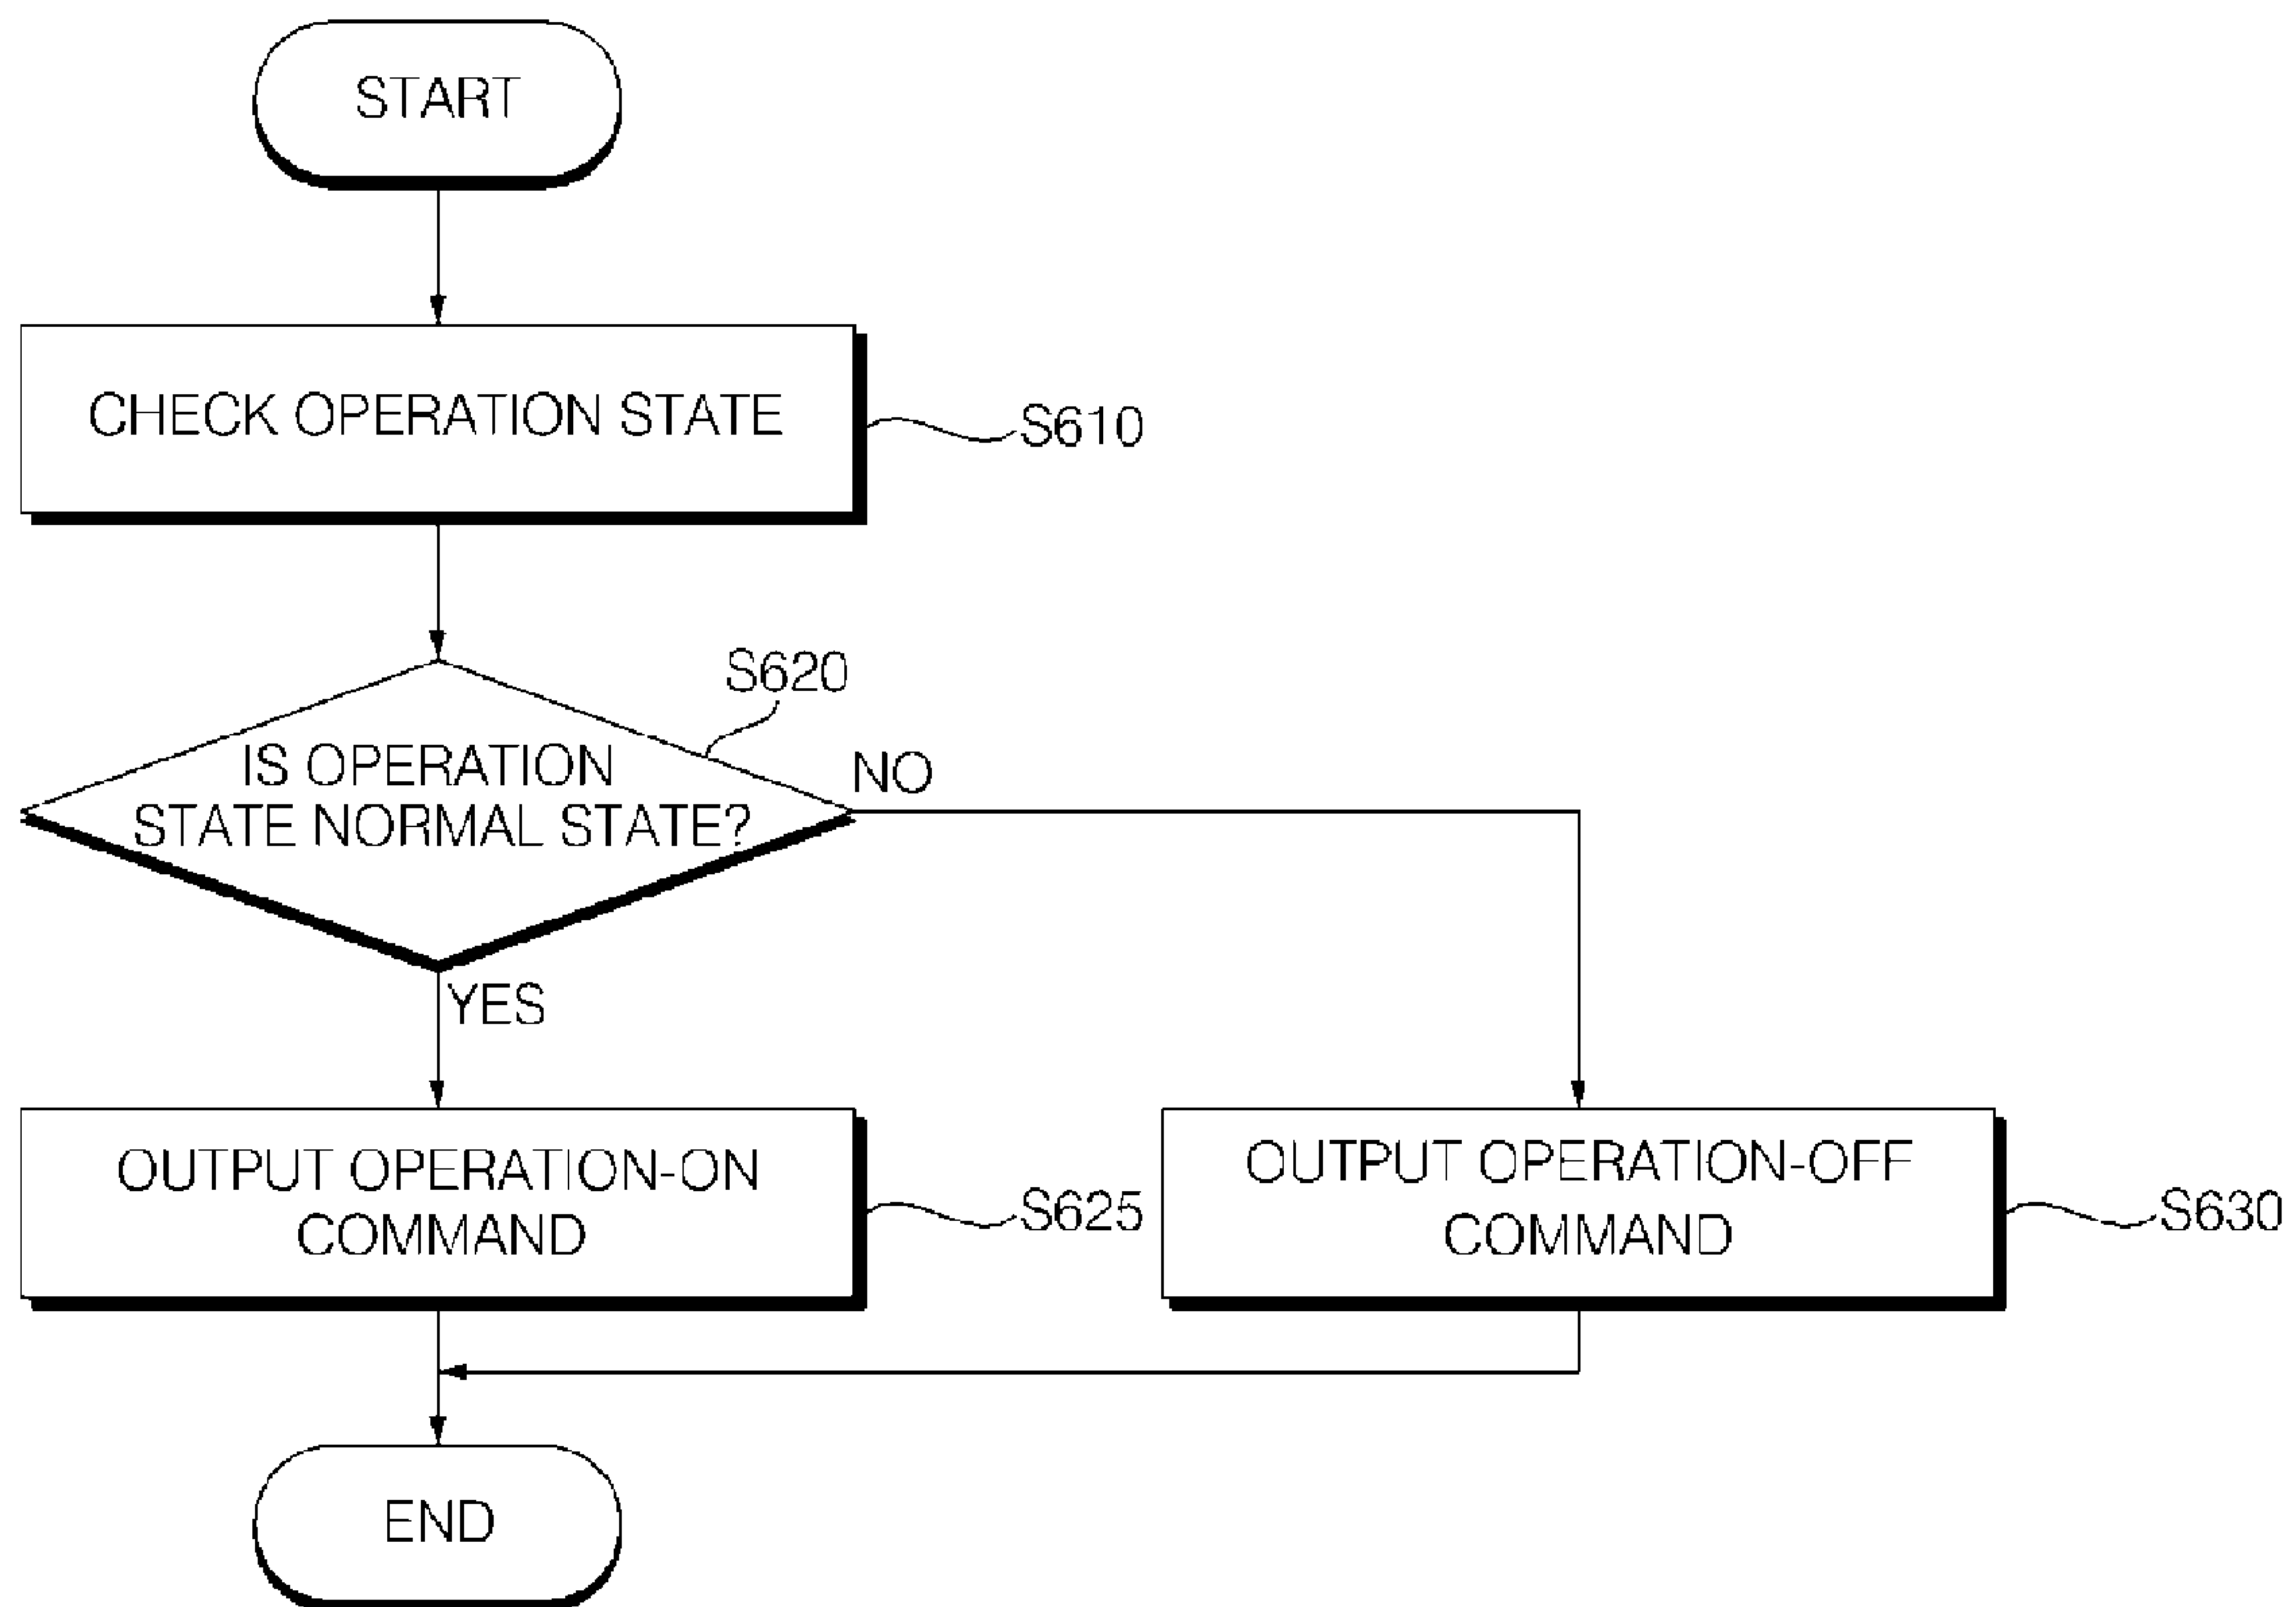 START
CHECK OPERATION STATE
S610
S620
IS OPERATION
STATE NORMAL STATE?
NO
YES
OUTPUT OPERATION-ON
COMMAND
S625
OUTPUT OPERATION-OFF
COMMAND
S630
END